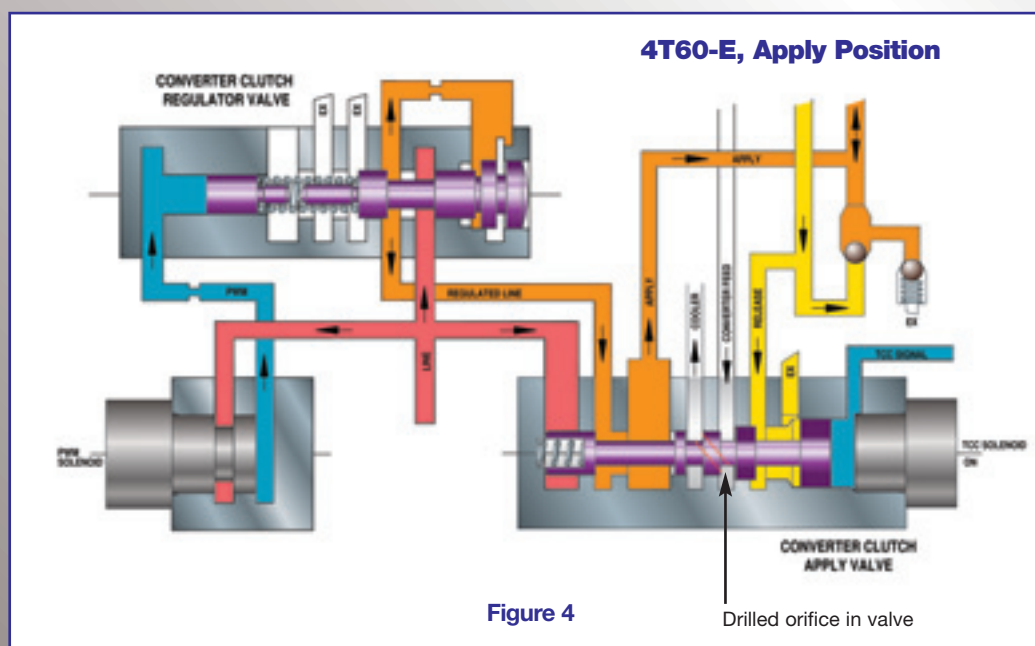 4T60-E, Apply Position
CONVERTER CLUTCH
REGULATOR VALVE
EX
EX
APPLY
PWM
REGULATED LINE
APPLY
COOLER
CONVERTER FEED
RELEASE
EX
EX
TCC SIGNAL
LINE
PWM
SOLENOID
TCC SOLENOID
ON
CONVERTER CLUTCH
APPLY VALVE
Figure 4
Drilled orifice in valve